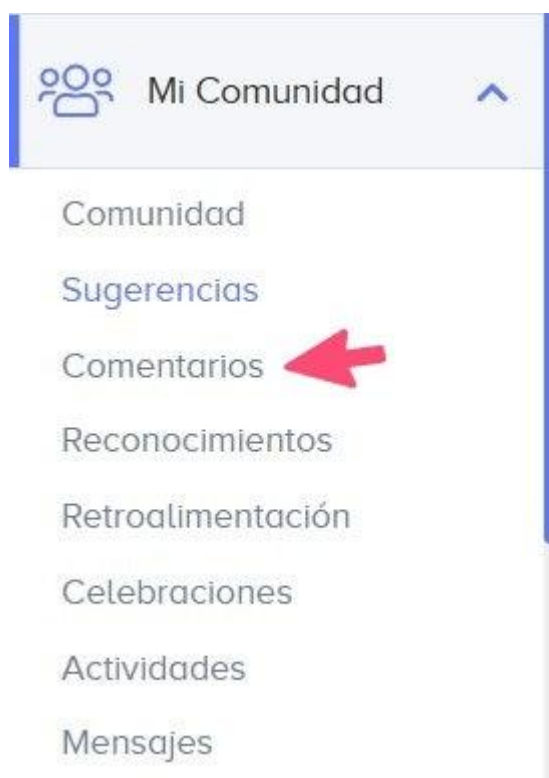 Mi Comunidad
Comunidad
Sugerencias
Comentarios
Reconocimientos
Retroalimentación
Celebraciones
Actividades
Mensajes